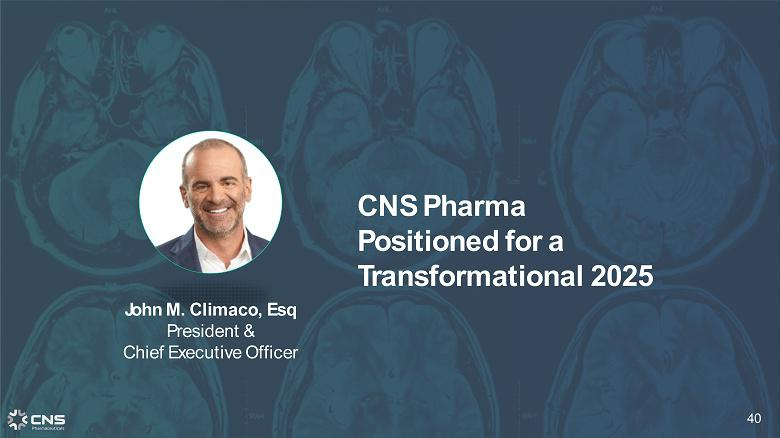 CNS Pharma
Positioned for a
Transformational 2025
John M. Climaco, Esq
President &
Chief Executive Officer
CNS
Pharmaceuticals
40